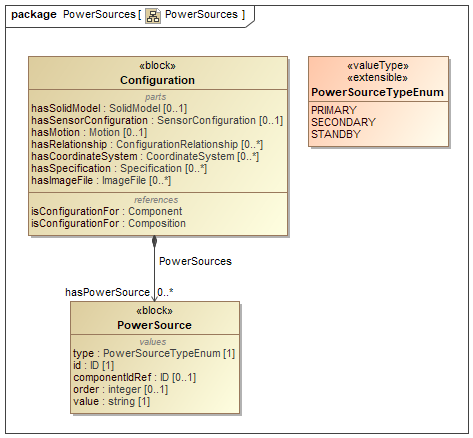 package PowerSources [ PowerSources ]
«block»
Configuration
parts
hasSolidModel : SolidModel [0..1]
hasSensorConfiguration : SensorConfiguration [0..1]
hasMotion : Motion [0..1]
hasRelationship : ConfigurationRelationship [0..*]
hasCoordinateSystem : CoordinateSystem [0..*]
hasSpecification : Specification [0..*]
hasImageFile : ImageFile [0..*]
references
isConfigurationFor : Component
isConfigurationFor : Composition
«valueType»
«extensible»
PowerSourceTypeEnum
PRIMARY
SECONDARY
STANDBY
PowerSources
hasPowerSource 0..*
«block»
PowerSource
values
type : PowerSourceTypeEnum [1]
id : ID [1]
componentIdRef : ID [0..1]
order : integer [0..1]
value : string [1]